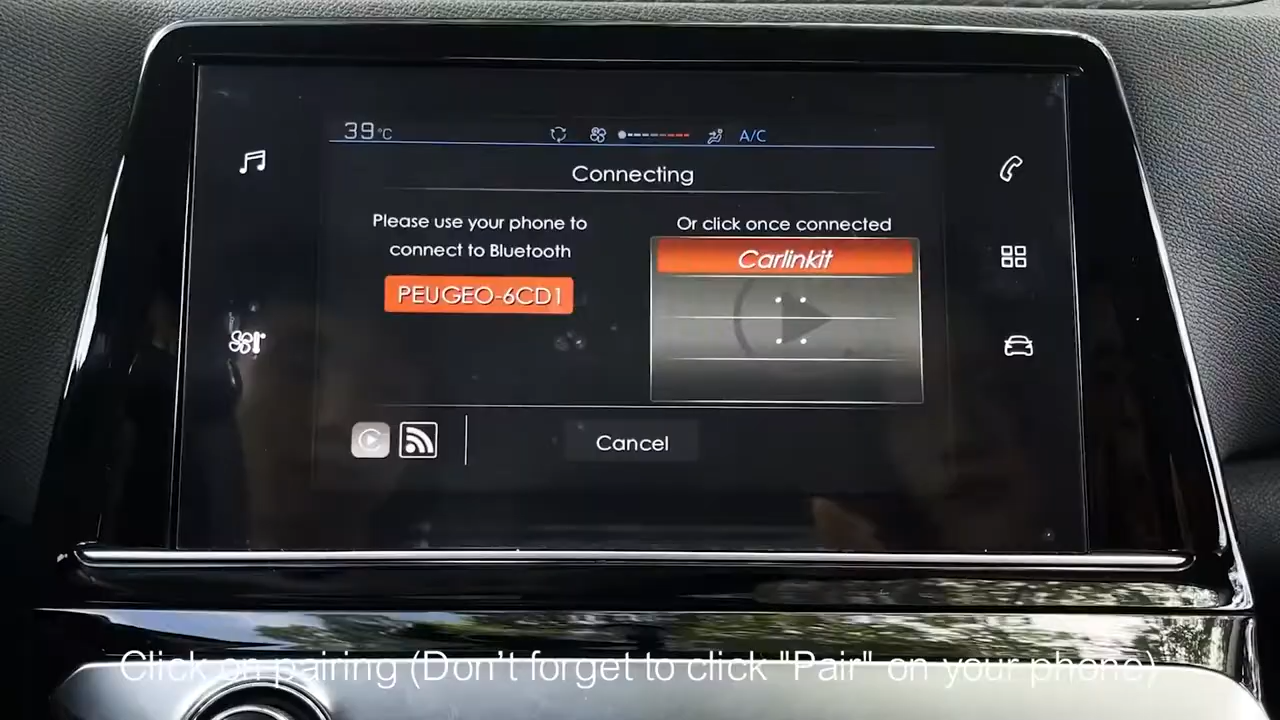 39°C
A/C
Connecting
Please use your phone to
connect to Bluetooth
PEUGEO-6CD1
Or click once connected
Carlinkit
Cancel
Click on pairing (Don't forget to click "Pair" on your phone)